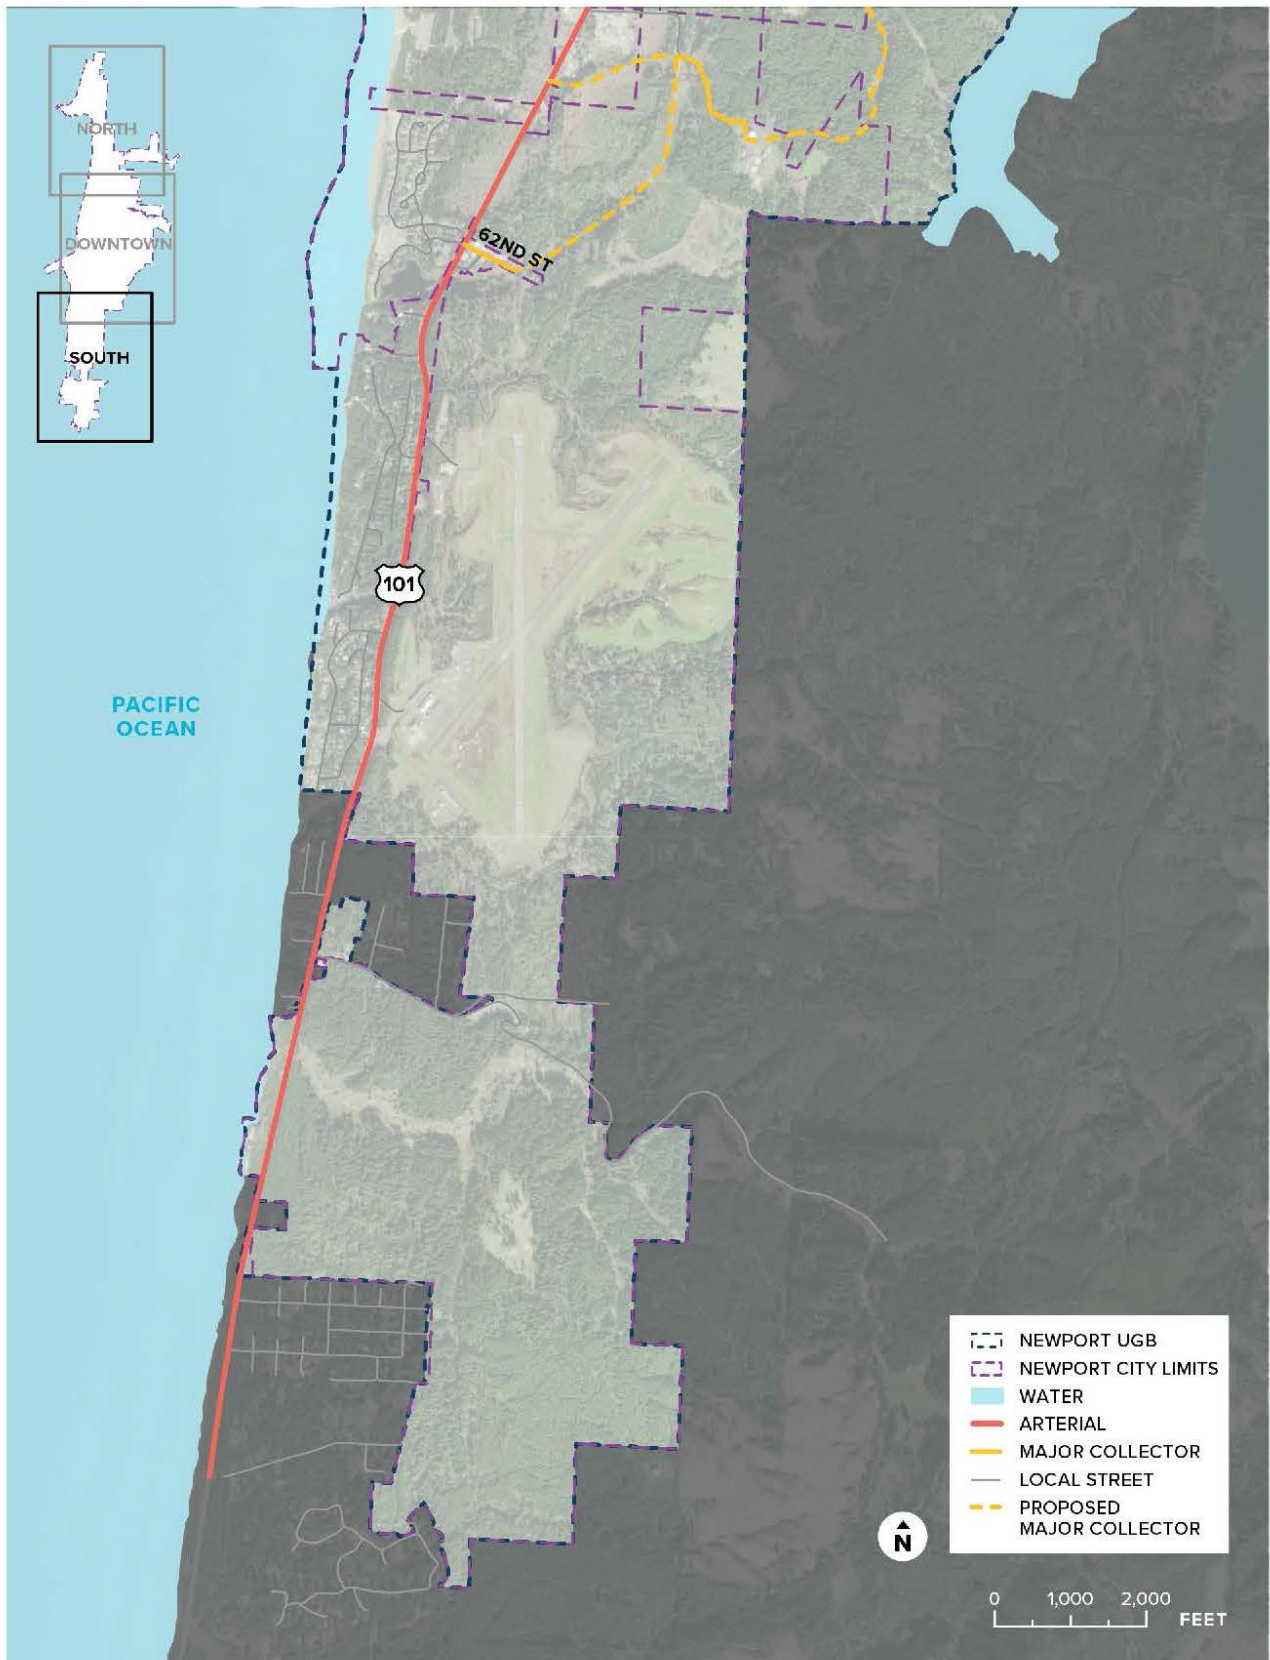 NORTH
DOWNTOWN
SOUTH
62ND ST
101
PACIFIC
OCEAN
NEWPORT UGB
NEWPORT CITY LIMITS
WATER
ARTERIAL
MAJOR COLLECTOR
LOCAL STREET
PROPOSED
MAJOR COLLECTOR
N
0 1,000 2,000
FEET